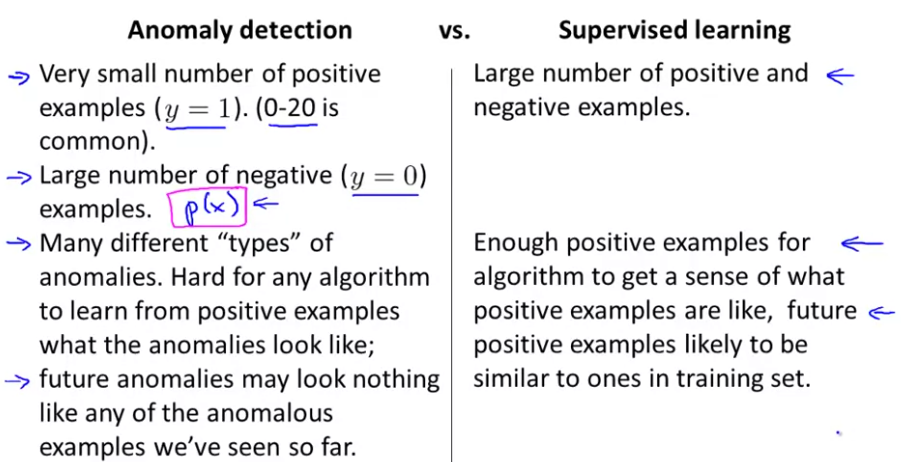 Anomaly detection vs. Supervised learning
→ Very small number of positive
examples (y = 1). (0-20 is
common).
→ Large number of negative (y = 0)
examples. p(x) ←
→ Many different “types” of
anomalies. Hard for any algorithm
to learn from positive examples
what the anomalies look like;
→ future anomalies may look nothing
like any of the anomalous
examples we’ve seen so far.
Large number of positive and ←
negative examples.
Enough positive examples for ←
algorithm to get a sense of what
positive examples are like, future ←
positive examples likely to be
similar to ones in training set.